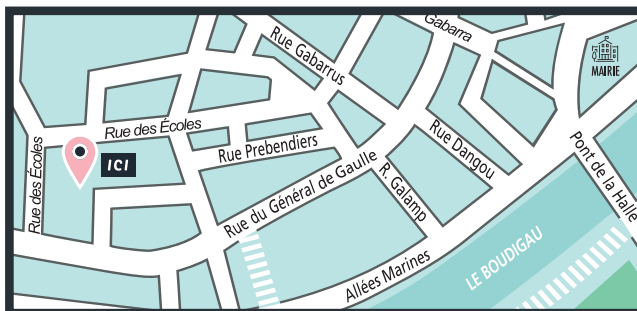 Gabarra
Rue Gabarrus
MAIRIE
Rue des Écoles
Rue Prebendiers
Rue Dangou
Pont de la Halle
Rue des Écoles
ICI
Rue du Général de Gaulle
R. Galamp
Allées Marines
LE BOUDIGAU